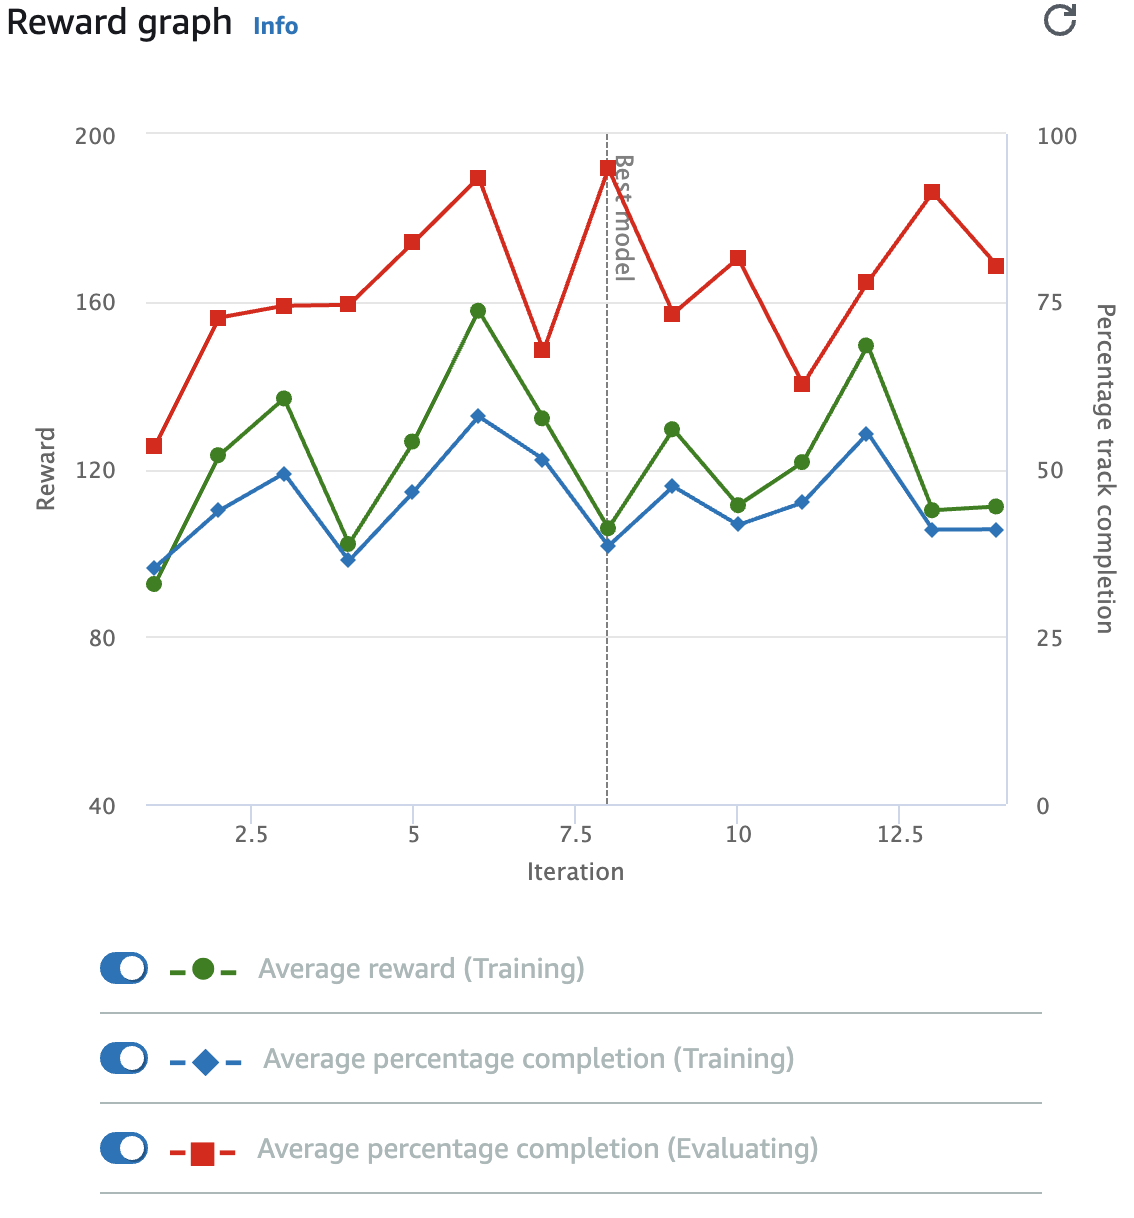 Reward graph Info
200 100
Best model
160 75
120 50
80 25
40 0
Reward
Percentage track completion
2.5 5 7.5 10 12.5
Iteration
Average reward (Training)
Average percentage completion (Training)
Average percentage completion (Evaluating)